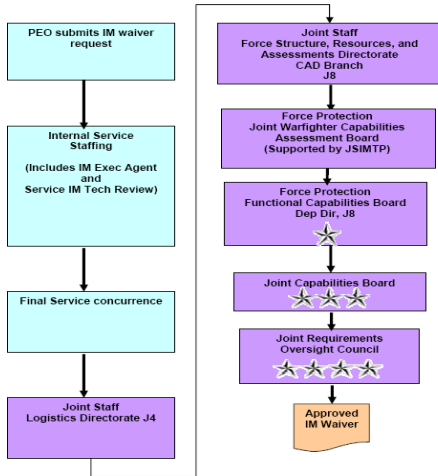 PEO submits IM waiver
request
Internal Service
Staffing
(Includes IM Exec Agent
and
Service IM Tech Review)
Final Service concurrence
Joint Staff
Logistics Directorate J4
Joint Staff
Force Structure, Resources, and
Assessments Directorate
CAD Branch
J8
Force Protection
Joint Warfighter Capabilities
Assessment Board
(Supported by JSIMTP)
Force Protection
Functional Capabilities Board
Dep Dir, J8
Joint Capabilities Board
Joint Requirements
Oversight Council
Approved
IM Waiver